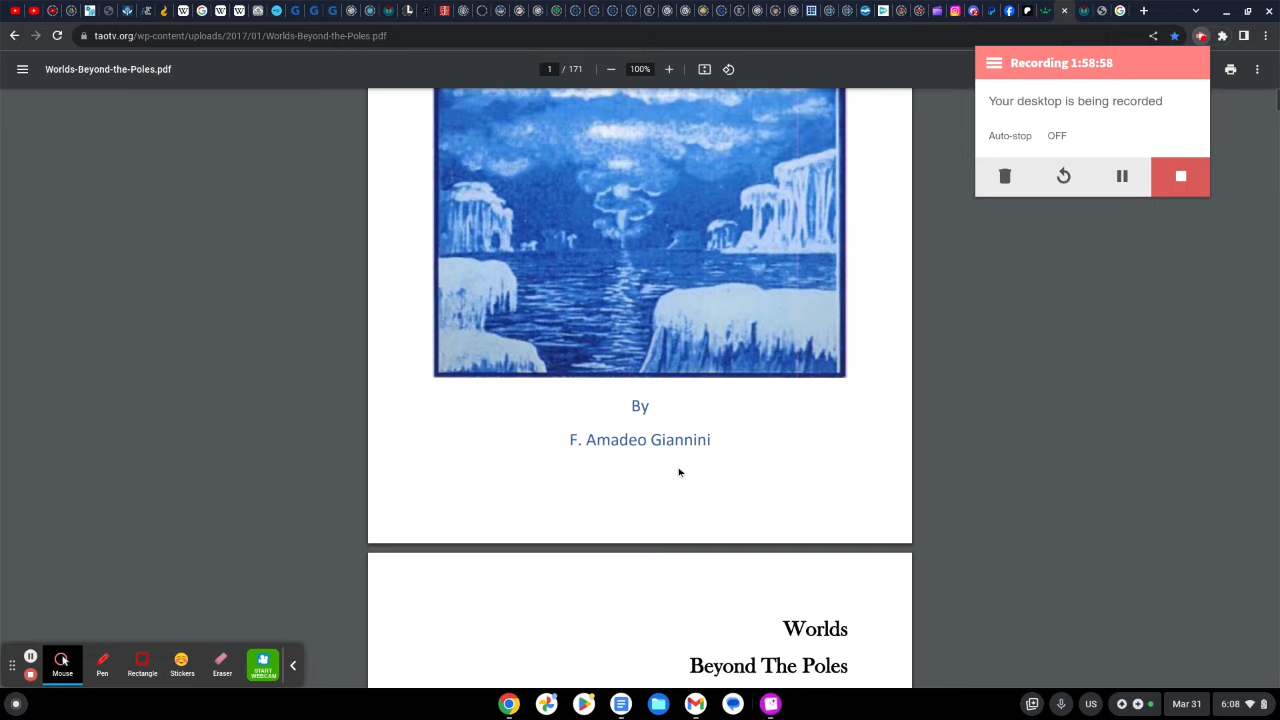 taotv.org/wp-content/uploads/2017/01/Worlds-Beyond-the-Poles.pdf
Worlds-Beyond-the-Poles.pdf
1 / 171
100%
Recording 1:58:58
Your desktop is being recorded
Auto-stop OFF
By
F. Amadeo Giannini
Worlds
Beyond The Poles
Mouse Pen Rectangle Stickers Eraser START WEBCAM
US Mar 31 6:08